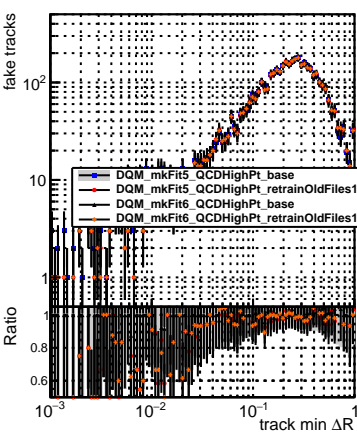 fake tracks
10²
10
1
DQM_mkFit5_QCDHighPt_base
DQM_mkFit5_QCDHighPt_retrainOldFiles1
DQM_mkFit6_QCDHighPt_base
DQM_mkFit6_QCDHighPt_retrainOldFiles1
Ratio
1
0.8
0.6
10⁻³ 10⁻² 10⁻¹ 1
track min ΔR